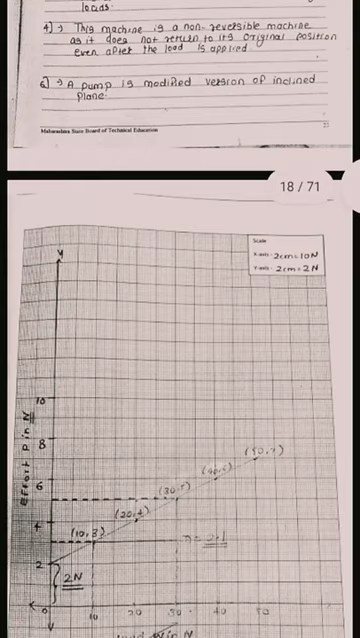 loads.
4] → This machine is a non-reversible machine
as it does not return to its original position
even after the load is applied.
6] → A pump is modified version of inclined
plane.
Maharashtra State Board of Technical Education
18 / 71
Scale
X-axis - 2cm = 10N
Y-axis - 2cm = 2N
Y
10
8
6
4
2
0
Effort P in N
(50,7)
(40,6)
(30,5)
(20,4)
(10,3)
2N
10 20 30 40 50
Load W in N